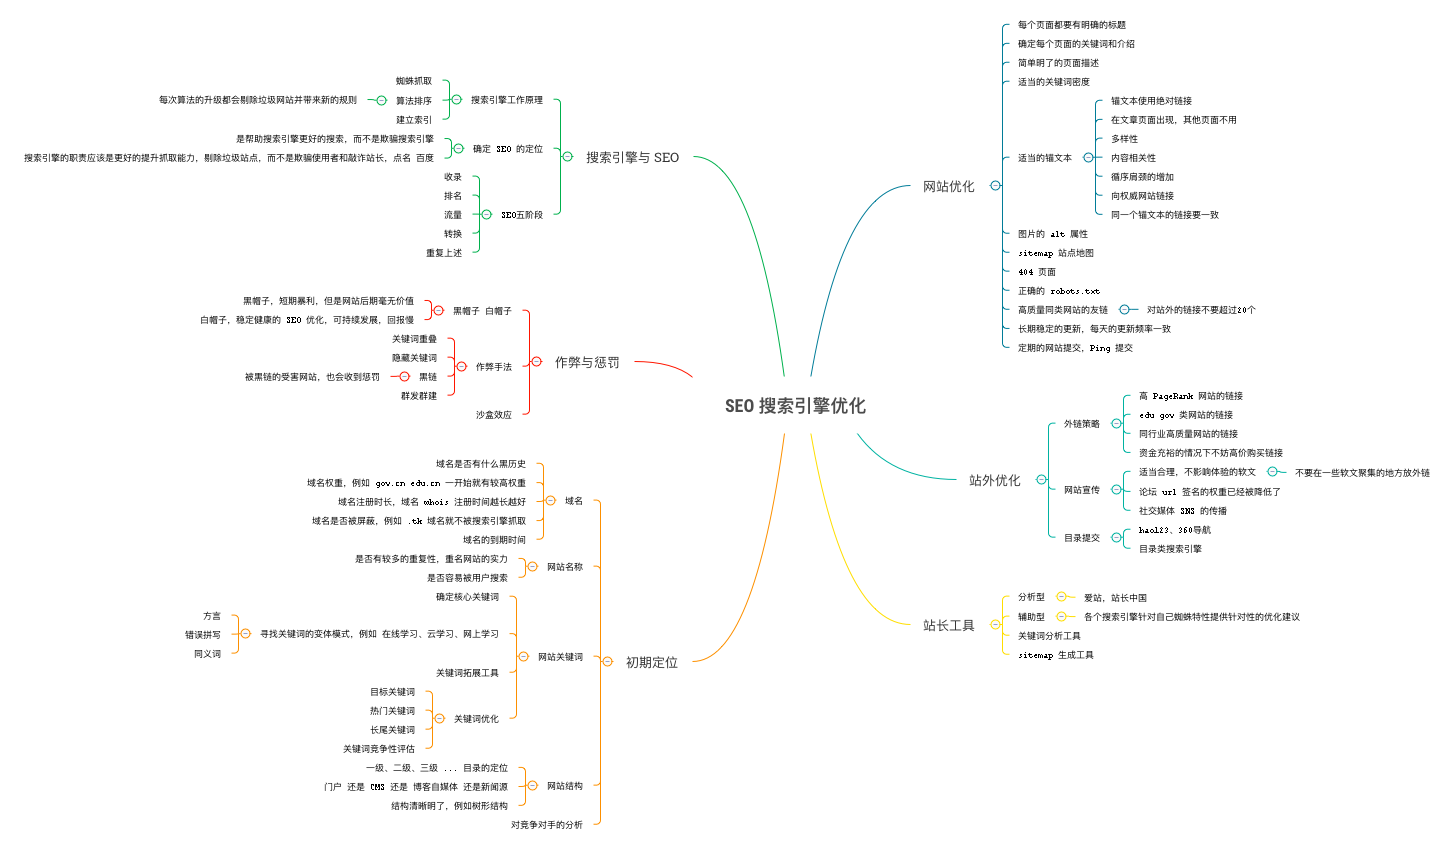 SEO 搜索引擎优化
搜索引擎与 SEO
搜索引擎工作原理
蜘蛛抓取
算法排序
每次算法的升级都会剔除垃圾网站并带来新的规则
建立索引
确定 SEO 的定位
是帮助搜索引擎更好的搜索，而不是欺骗搜索引擎
搜索引擎的职责应该是更好的提升抓取能力，剔除垃圾站点，而不是欺骗使用者和敲诈站长，点名 百度
SEO五阶段
收录
排名
流量
转换
重复上述
作弊与惩罚
黑帽子 白帽子
黑帽子，短期暴利，但是网站后期毫无价值
白帽子，稳定健康的 SEO 优化，可持续发展，回报慢
作弊手法
关键词重叠
隐藏关键词
黑链
被黑链的受害网站，也会收到惩罚
群发群建
沙盒效应
初期定位
域名
域名是否有什么黑历史
域名权重，例如 gov.cn edu.cn 一开始就有较高权重
域名注册时长，域名 whois 注册时间越长越好
域名是否被屏蔽，例如 .tk 域名就不被搜索引擎抓取
域名的到期时间
网站名称
是否有较多的重复性，重名网站的实力
是否容易被用户搜索
网站关键词
确定核心关键词
寻找关键词的变体模式，例如 在线学习、云学习、网上学习
方言
错误拼写
同义词
关键词拓展工具
关键词优化
目标关键词
热门关键词
长尾关键词
关键词竞争性评估
网站结构
一级、二级、三级 ... 目录的定位
门户 还是 CMS 还是 博客自媒体 还是新闻源
结构清晰明了，例如树形结构
对竞争对手的分析
网站优化
每个页面都要有明确的标题
确定每个页面的关键词和介绍
简单明了的页面描述
适当的关键词密度
适当的锚文本
锚文本使用绝对链接
在文章页面出现，其他页面不用
多样性
内容相关性
循序肩颈的增加
向权威网站链接
同一个锚文本的链接要一致
图片的 alt 属性
sitemap 站点地图
404 页面
正确的 robots.txt
高质量同类网站的友链
对站外的链接不要超过20个
长期稳定的更新，每天的更新频率一致
定期的网站提交，Ping 提交
站外优化
外链策略
高 PageRank 网站的链接
edu gov 类网站的链接
同行业高质量网站的链接
资金充裕的情况下不妨高价购买链接
网站宣传
适当合理，不影响体验的软文
不要在一些软文聚集的地方放外链
论坛 url 签名的权重已经被降低了
社交媒体 SNS 的传播
目录提交
hao123、360导航
目录类搜索引擎
站长工具
分析型
爱站，站长中国
辅助型
各个搜索引擎针对自己蜘蛛特性提供针对性的优化建议
关键词分析工具
sitemap 生成工具